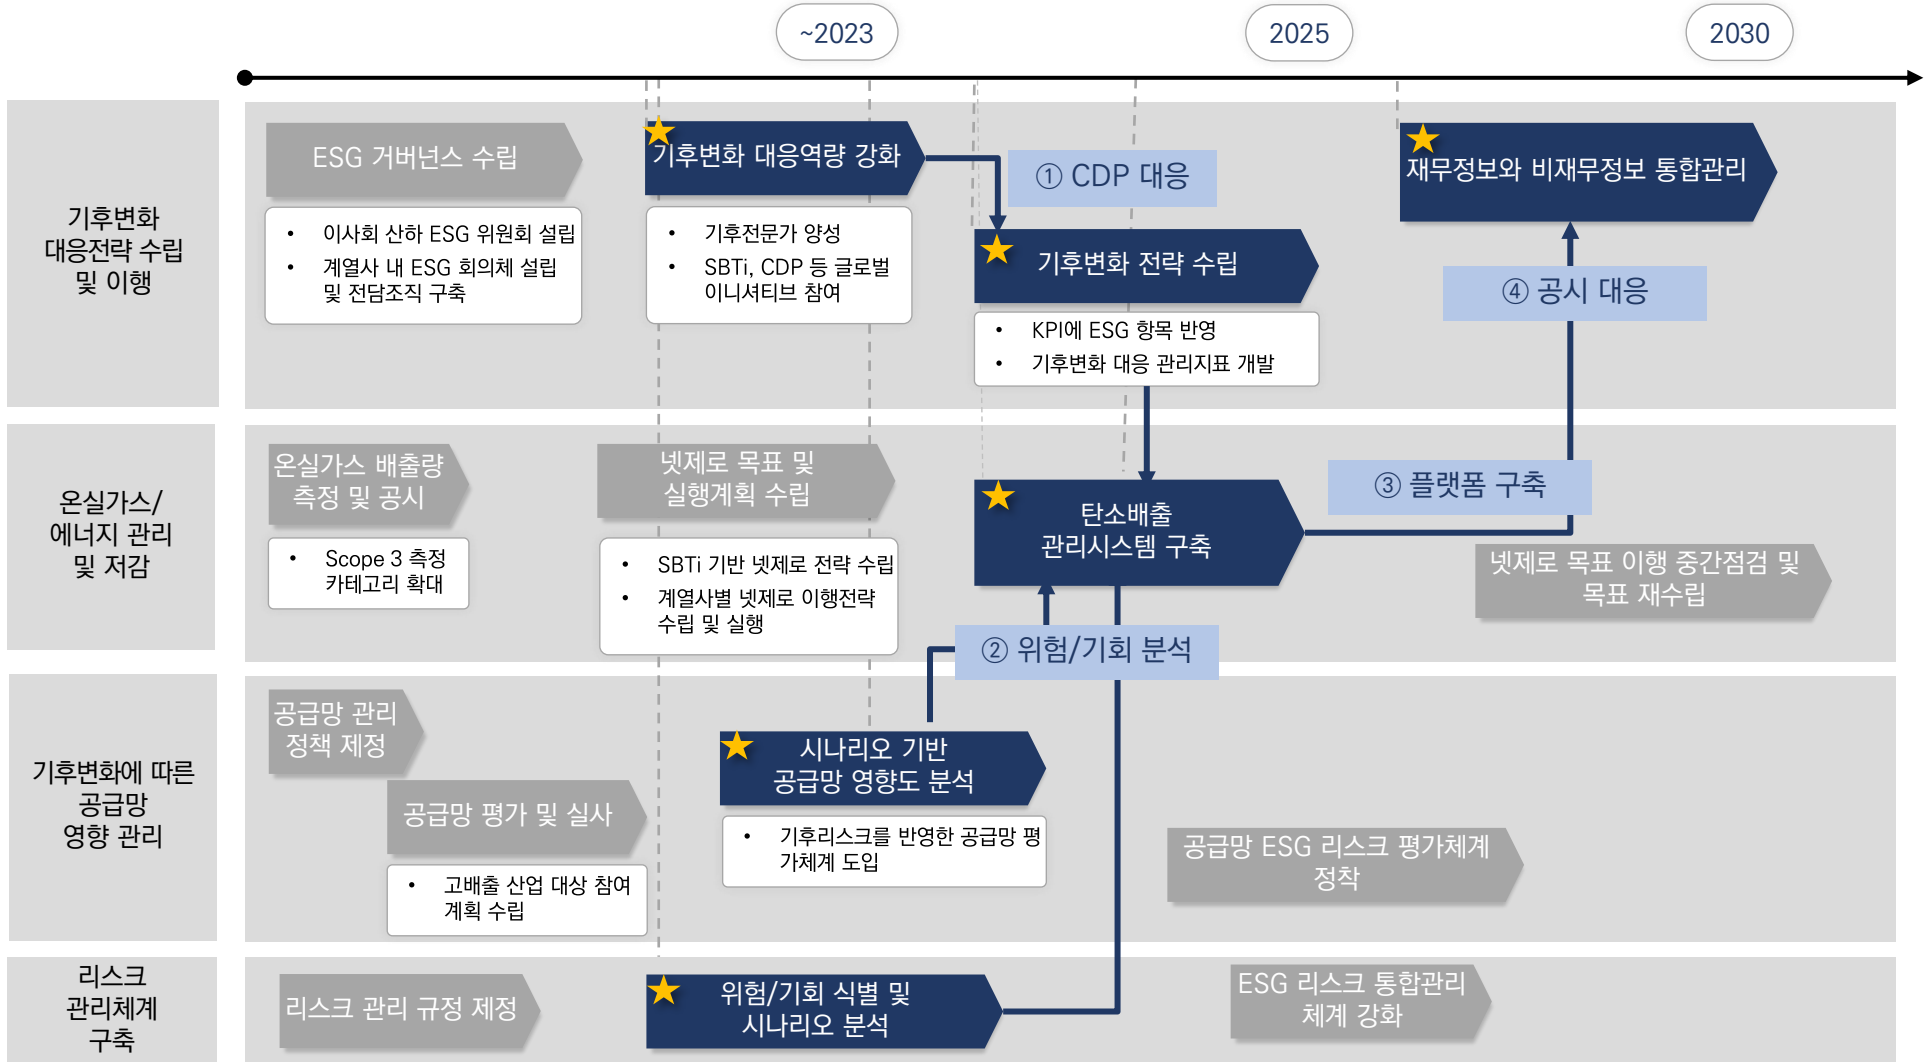 ~2023
2025
2030
기후변화
대응전략 수립
및 이행
ESG 거버넌스 수립
• 이사회 산하 ESG 위원회 설립
• 계열사 내 ESG 회의체 설립
및 전담조직 구축
기후변화 대응역량 강화
• 기후전문가 양성
• SBTi, CDP 등 글로벌
이니셔티브 참여
① CDP 대응
기후변화 전략 수립
• KPI에 ESG 항목 반영
• 기후변화 대응 관리지표 개발
재무정보와 비재무정보 통합관리
④ 공시 대응
온실가스/
에너지 관리
및 저감
온실가스 배출량
측정 및 공시
• Scope 3 측정
카테고리 확대
넷제로 목표 및
실행계획 수립
• SBTi 기반 넷제로 전략 수립
• 계열사별 넷제로 이행전략
수립 및 실행
탄소배출
관리시스템 구축
③ 플랫폼 구축
넷제로 목표 이행 중간점검 및
목표 재수립
② 위험/기회 분석
기후변화에 따른
공급망
영향 관리
공급망 관리
정책 제정
공급망 평가 및 실사
• 고배출 산업 대상 참여
계획 수립
시나리오 기반
공급망 영향도 분석
• 기후리스크를 반영한 공급망 평
가체계 도입
공급망 ESG 리스크 평가체계
정착
리스크
관리체계
구축
리스크 관리 규정 제정
위험/기회 식별 및
시나리오 분석
ESG 리스크 통합관리
체계 강화